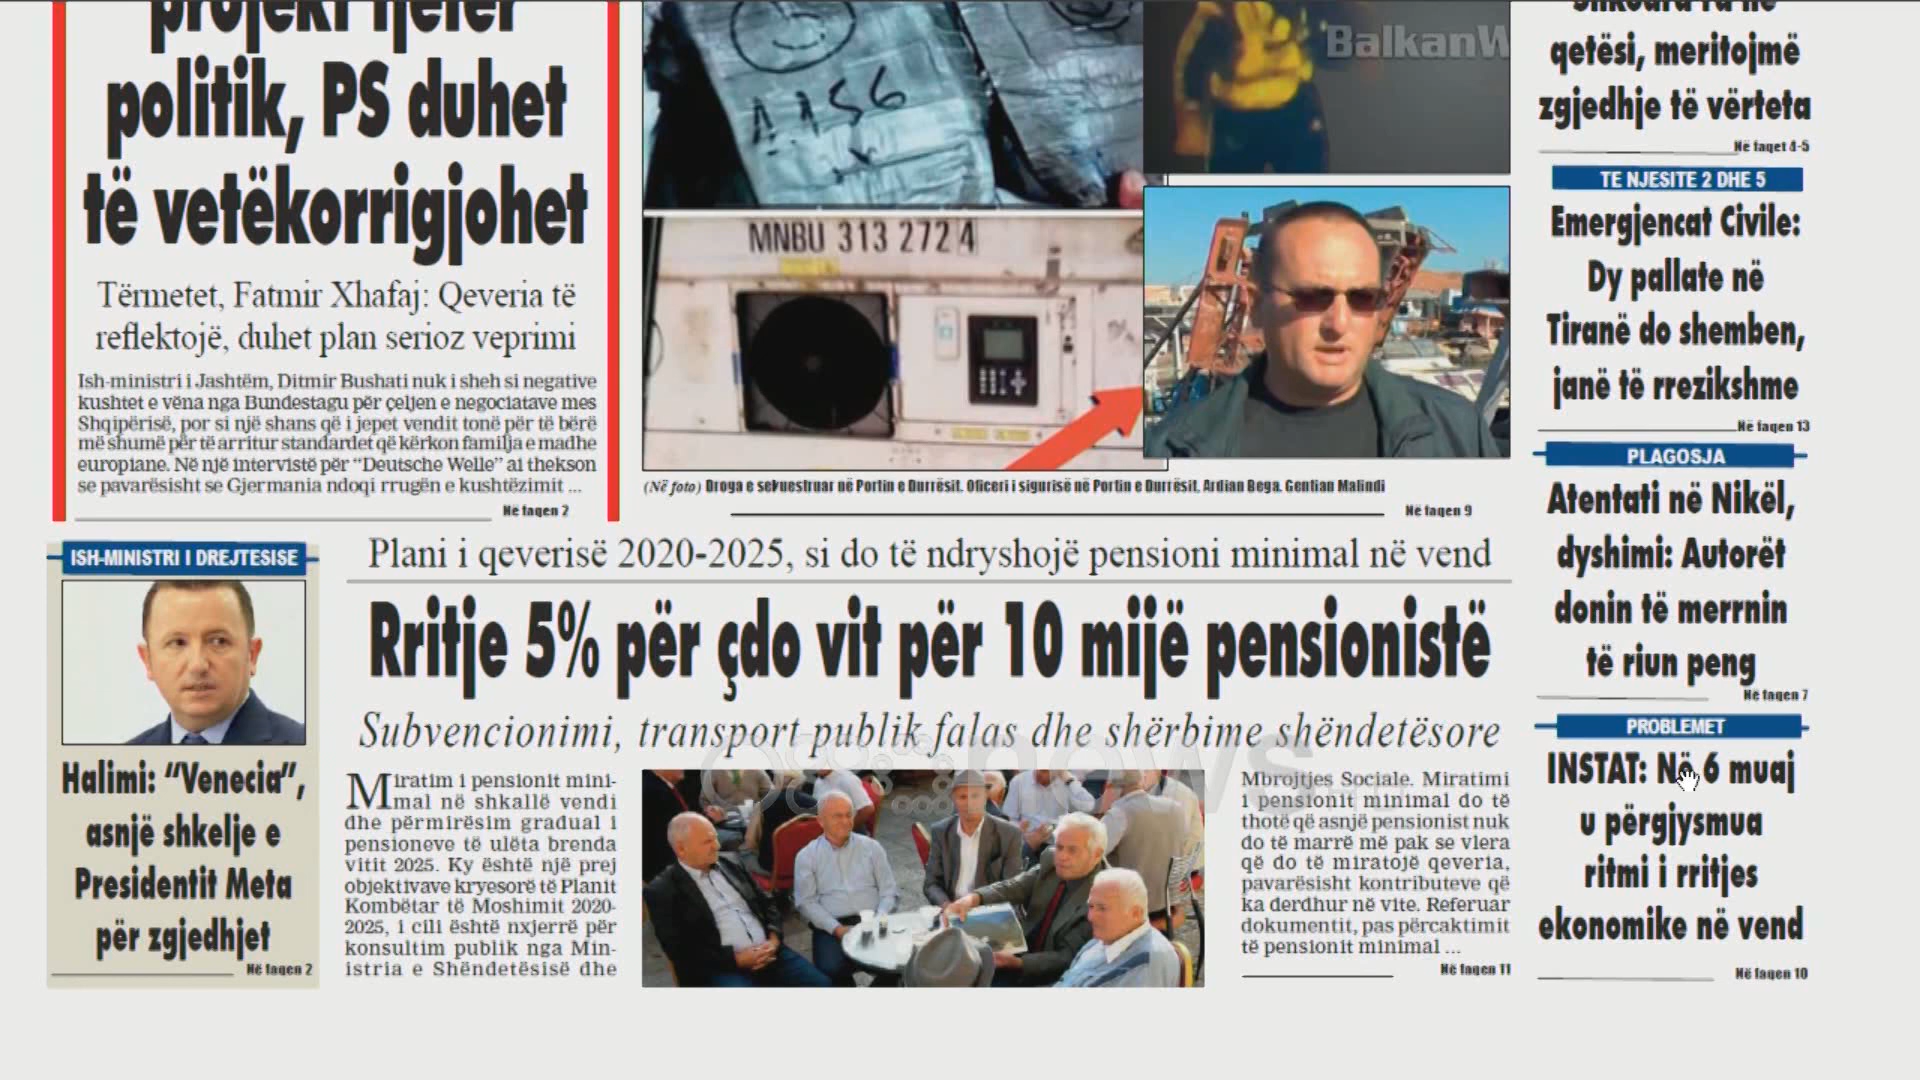 projekt tjetër
politik, PS duhet
të vetëkorrigjohet
Tërmetet, Fatmir Xhafaj: Qeveria të
reflektojë, duhet plan serioz veprimi
Ish-ministri i Jashtëm, Ditmir Bushati nuk i sheh si negative
kushtet e vëna nga Bundestagu për çeljen e negociatave mes
Shqipërisë, por si një shans që i jepet vendit tonë për të bërë
më shumë për të arritur standardet që kërkon familja e madhe
europiane. Në një intervistë për “Deutsche Welle” ai thekson
se pavarësisht se Gjermania ndoqi rrugën e kushtëzimit ...
Në faqen 2
1156
MNBU 313 272 4
BalkanW
(Në foto) Droga e sekuestruar në Portin e Durrësit. Oficeri i sigurisë në Portin e Durrësit, Ardian Bega. Gentian Malindi
Në faqen 9
qetësi, meritojmë
zgjedhje të vërteta
Në faqet 4-5
TE NJESITE 2 DHE 5
Emergjencat Civile:
Dy pallate në
Tiranë do shemben,
janë të rrezikshme
Në faqen 13
PLAGOSJA
Atentati në Nikël,
dyshimi: Autorët
donin të merrnin
të riun peng
Në faqen 7
PROBLEMET
INSTAT: Në 6 muaj
u përgjysmua
ritmi i rritjes
ekonomike në vend
Në faqen 10
ISH-MINISTRI I DREJTESISE
Halimi: “Venecia”,
asnjë shkelje e
Presidentit Meta
për zgjedhjet
Në faqen 2
Plani i qeverisë 2020-2025, si do të ndryshojë pensioni minimal në vend
Rritje 5% për çdo vit për 10 mijë pensionistë
Subvencionimi, transport publik falas dhe shërbime shëndetësore
Miratim i pensionit mini-
mal në shkallë vendi
dhe përmirësim gradual i
pensioneve të ulëta brenda
vitit 2025. Ky është një prej
objektivave kryesorë të Planit
Kombëtar të Moshimit 2020-
2025, i cili është nxjerrë për
konsultim publik nga Min-
istria e Shëndetësisë dhe
news
Mbrojtjes Sociale. Miratimi
i pensionit minimal do të
thotë që asnjë pensionist nuk
do të marrë më pak se vlera
që do të miratojë qeveria,
pavarësisht kontributeve që
ka derdhur në vite. Referuar
dokumentit, pas përcaktimit
të pensionit minimal ...
Në faqen 11